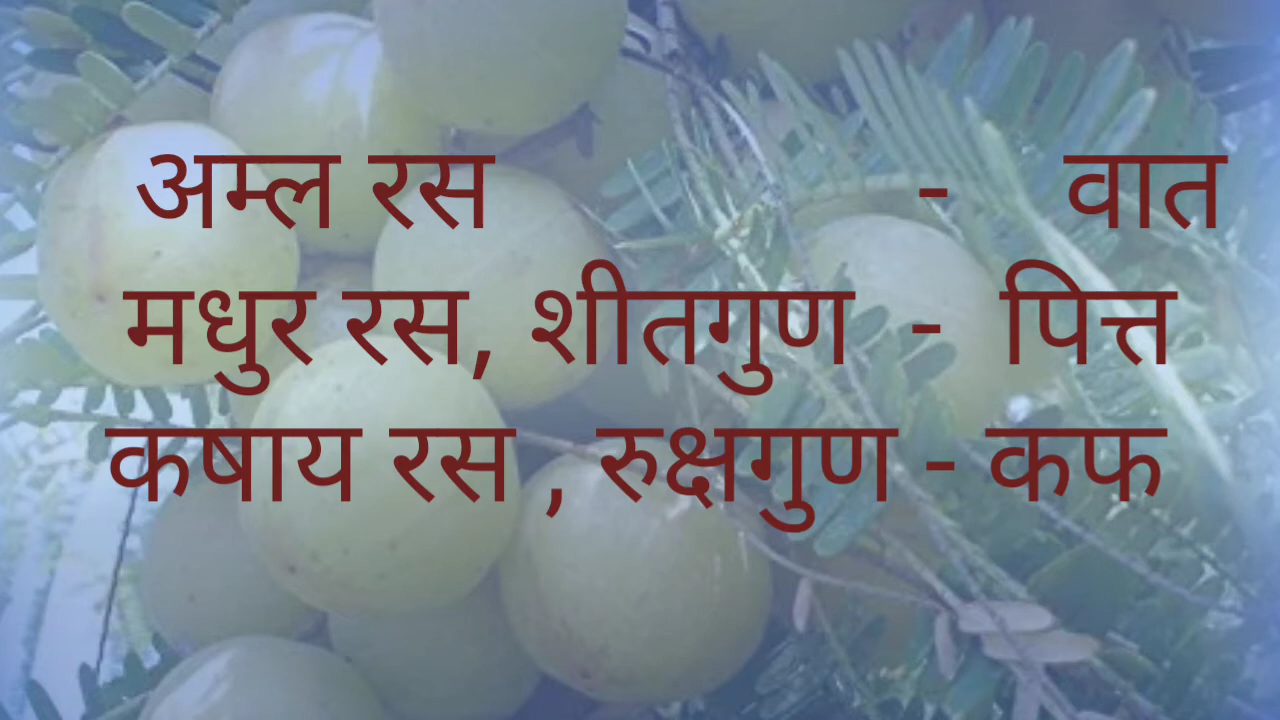 अम्ल रस - वात
मधुर रस, शीतगुण - पित्त
कषाय रस , रुक्षगुण - कफ